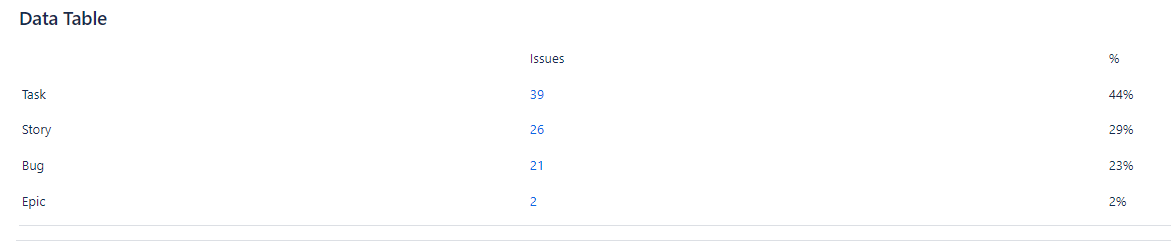 Data Table
Issues %
Task 39 44%
Story 26 29%
Bug 21 23%
Epic 2 2%